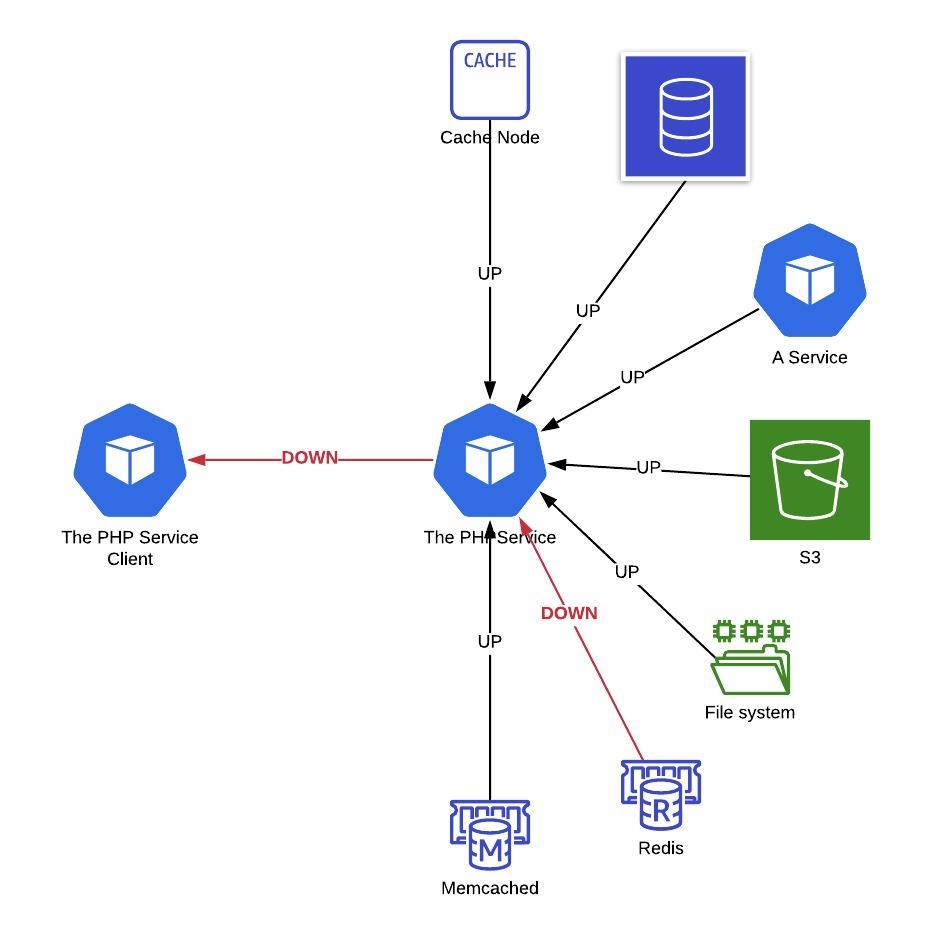 CACHE
Cache Node
UP
UP
A Service
UP
DOWN
UP
The PHP Service
Client
The PHP Service
S3
UP
DOWN
UP
File system
R
Redis
M
Memcached